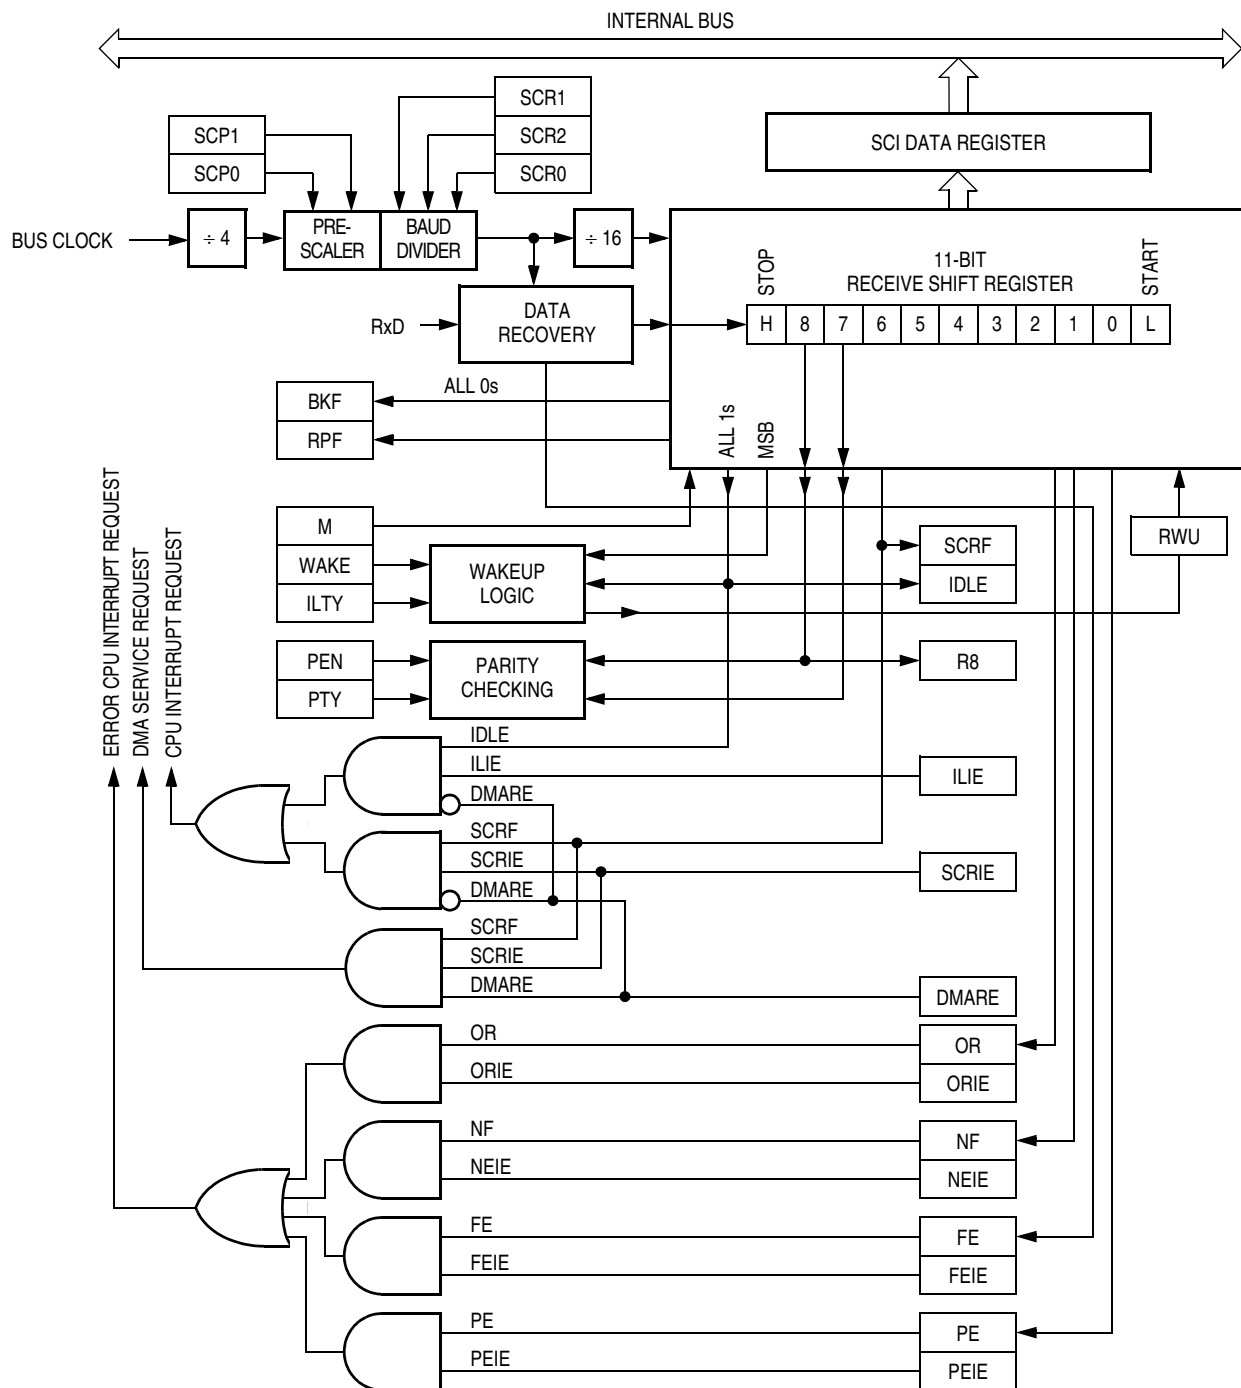 INTERNAL BUS
SCR1
SCP1
SCR2
SCI DATA REGISTER
SCP0
SCR0
BUS CLOCK
÷ 4
PRE-
SCALER
BAUD
DIVIDER
÷ 16
STOP
11-BIT
RECEIVE SHIFT REGISTER
START
RxD
DATA
RECOVERY
H 8 7 6 5 4 3 2 1 0 L
ALL 0s
BKF
RPF
ALL 1s
MSB
M
WAKE
ILTY
WAKEUP
LOGIC
SCRF
IDLE
RWU
PEN
PTY
PARITY
CHECKING
R8
ERROR CPU INTERRUPT REQUEST
DMA SERVICE REQUEST
CPU INTERRUPT REQUEST
IDLE
ILIE
ILIE
DMARE
SCRF
SCRIE
SCRIE
DMARE
SCRF
SCRIE
DMARE
DMARE
OR
OR
ORIE
ORIE
NF
NF
NEIE
NEIE
FE
FE
FEIE
FEIE
PE
PE
PEIE
PEIE